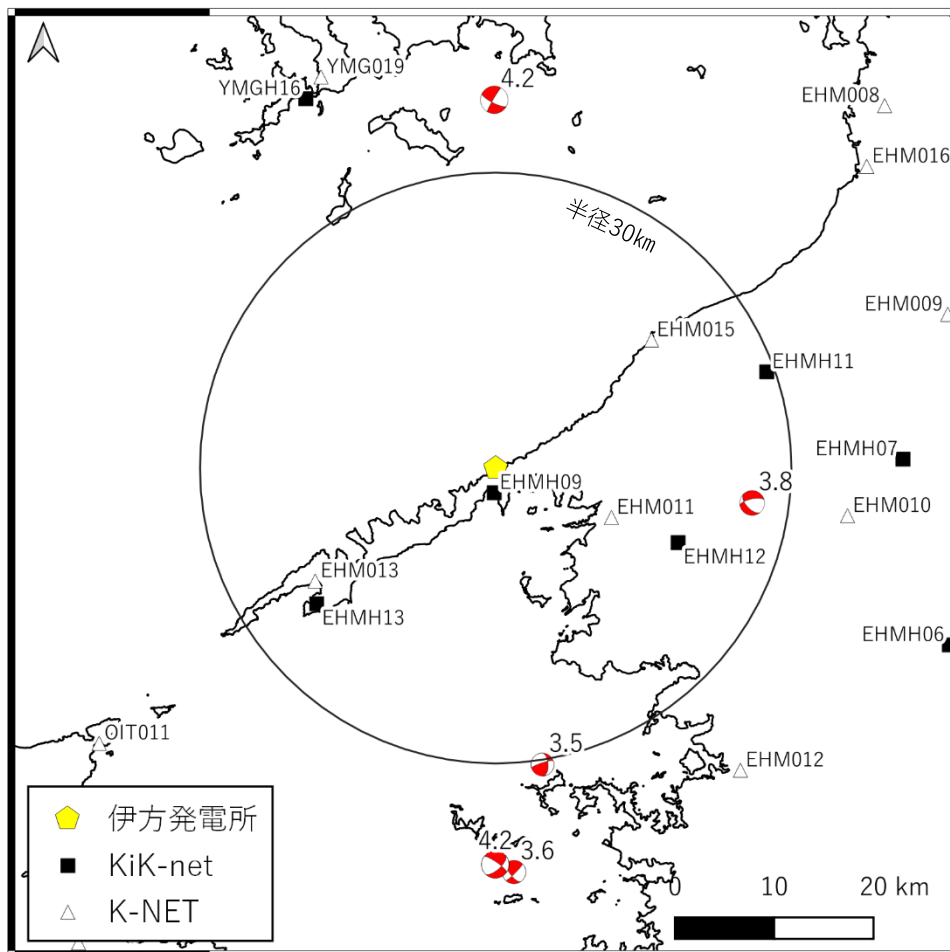 YMG019
YMGH16
4.2
EHM008
EHM016
半径30km
EHM009
EHM015
EHMH11
EHMH07
EHMH09
3.8
EHM011
EHM010
EHMH12
EHM013
EHMH13
EHMH06
OIT011
3.5
EHM012
4.2
3.6
伊方発電所
KiK-net
K-NET
0 10 20 km